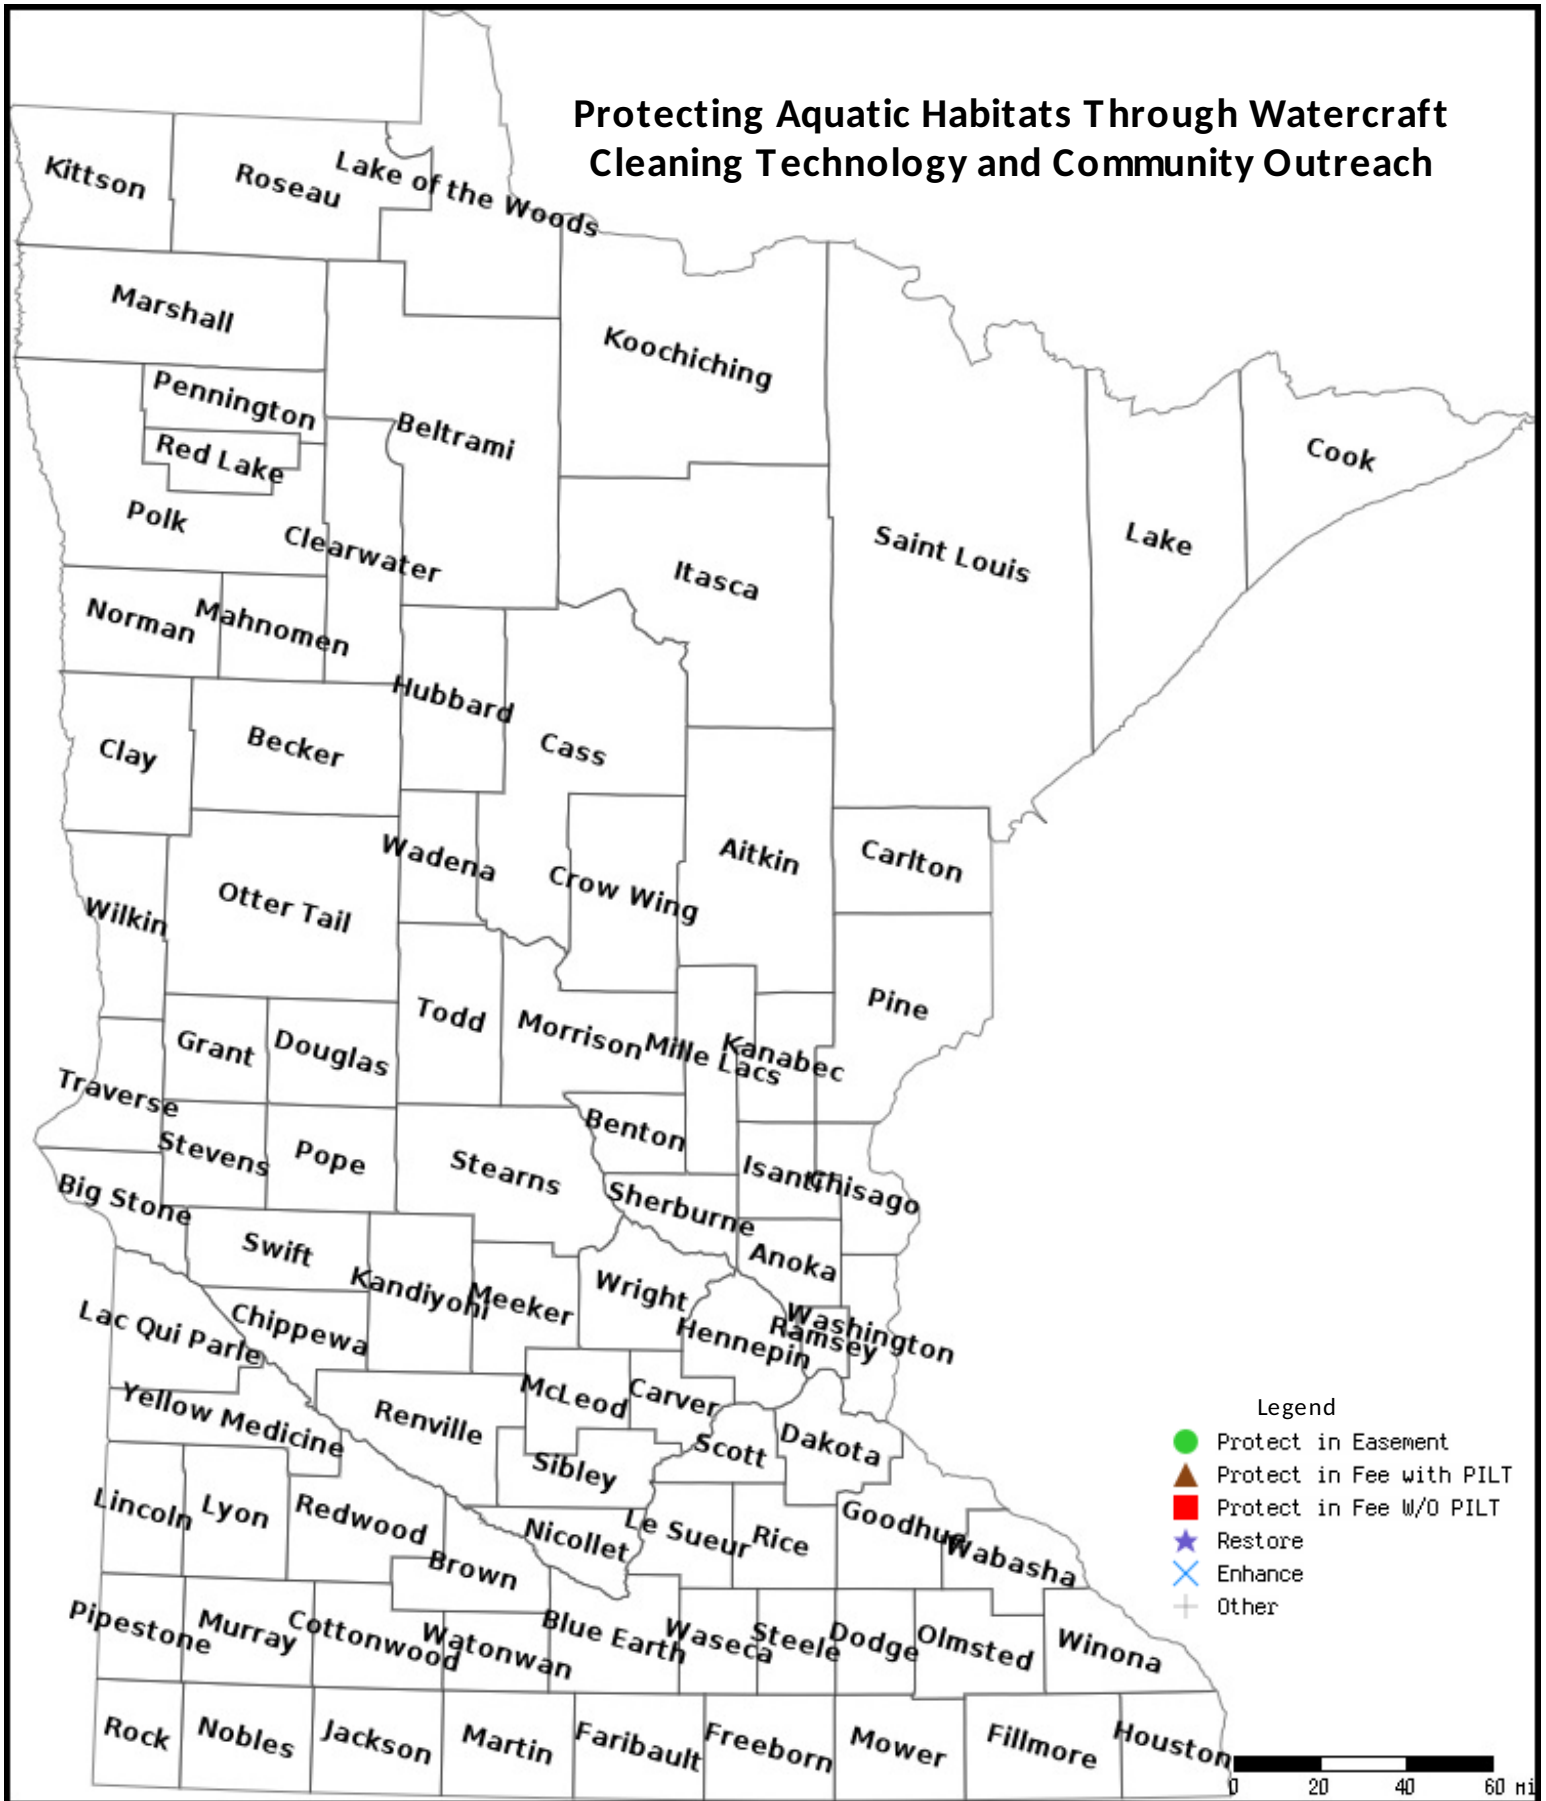 Protecting Aquatic Habitats Through Watercraft
Cleaning Technology and Community Outreach
Kittson
Roseau
Lake of the Woods
Marshall
Koochiching
Pennington
Beltrami
Red Lake
Cook
Polk
Clearwater
Saint Louis
Lake
Itasca
Norman
Mahnomen
Hubbard
Clay
Becker
Cass
Wadena
Aitkin
Carlton
Crow Wing
Otter Tail
Wilkin
Todd
Pine
Morrison
Mille Lacs
Kanabec
Grant
Douglas
Traverse
Benton
Stevens
Pope
Stearns
Isanti
Chisago
Big Stone
Sherburne
Swift
Anoka
Kandiyohi
Meeker
Wright
Washington
Ramsey
Hennepin
Lac Qui Parle
Chippewa
McLeod
Carver
Yellow Medicine
Renville
Scott
Dakota
Sibley
Lincoln
Lyon
Redwood
Nicollet
Le Sueur
Rice
Goodhue
Wabasha
Brown
Pipestone
Murray
Cottonwood
Watonwan
Blue Earth
Waseca
Steele
Dodge
Olmsted
Winona
Rock
Nobles
Jackson
Martin
Faribault
Freeborn
Mower
Fillmore
Houston
Legend
Protect in Easement
Protect in Fee with PILT
Protect in Fee W/O PILT
Restore
Enhance
Other
0 20 40 60 mi